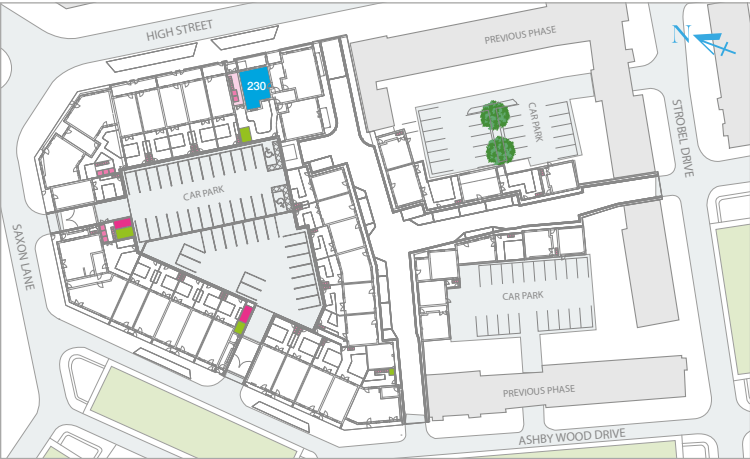 HIGH STREET
PREVIOUS PHASE
N
230
CAR PARK
STROBEL DRIVE
CAR PARK
SAXON LANE
CAR PARK
PREVIOUS PHASE
ASHBY WOOD DRIVE